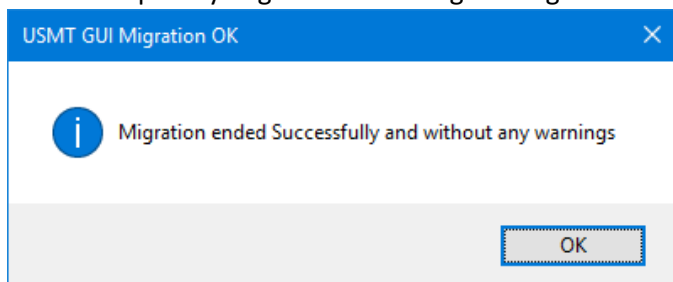 USMT GUI Migration OK
Migration ended Successfully and without any warnings
OK